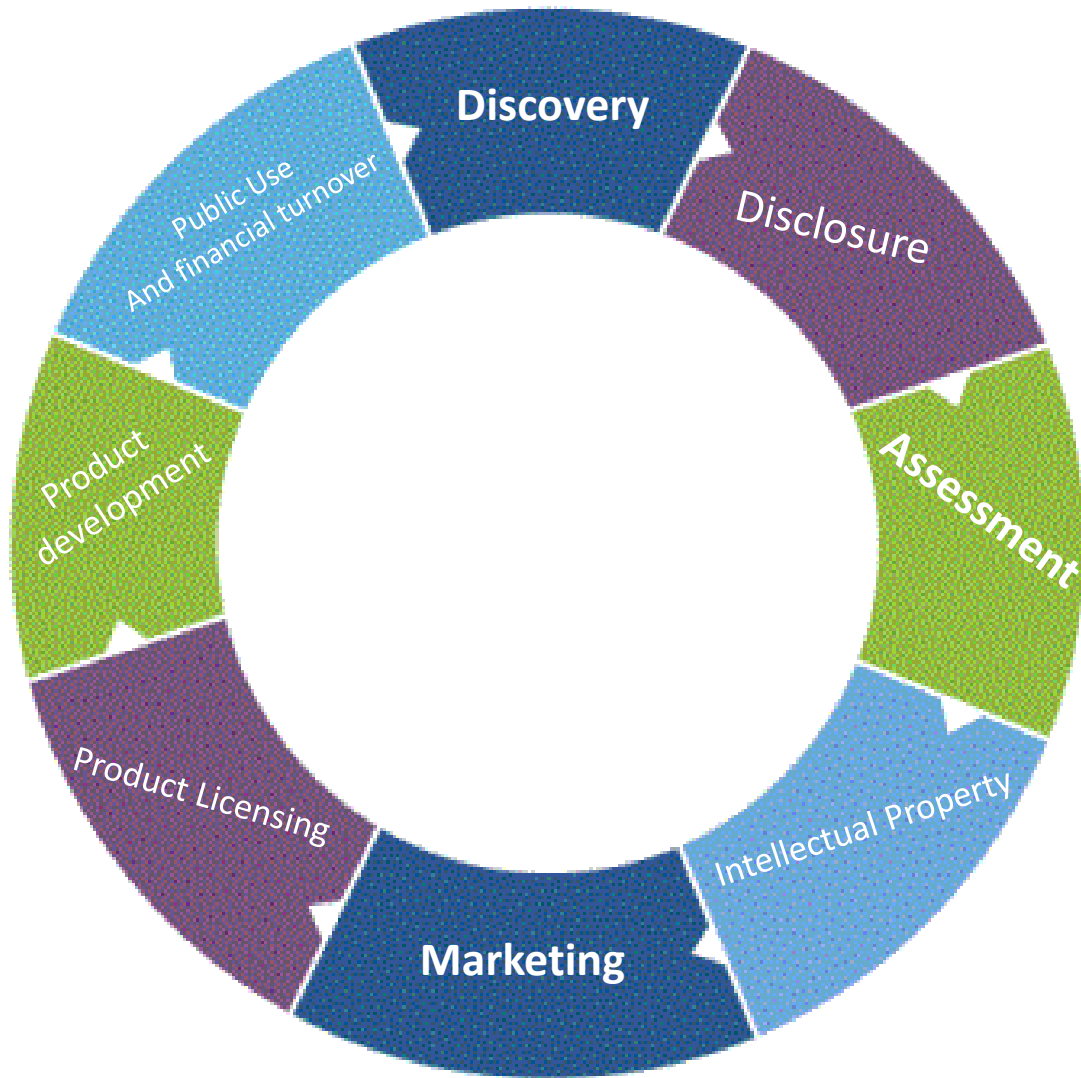 Discovery
Disclosure
Assessment
Intellectual Property
Marketing
Product Licensing
Product
development
Public Use
And financial turnover